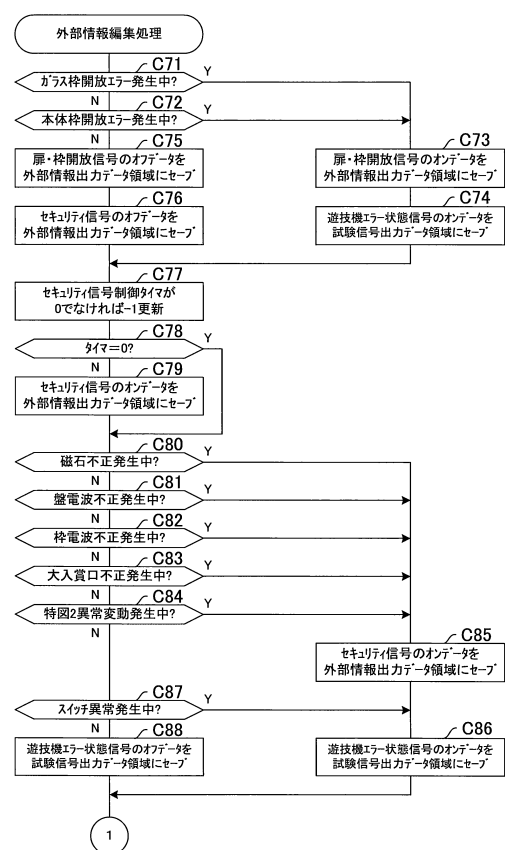 外部情報編集処理
C71
ガラス枠開放エラー発生中?
Y
N
C72
本体枠開放エラー発生中?
Y
N
C75
扉・枠開放信号のオフデータを
外部情報出力データ領域にセーブ
C73
扉・枠開放信号のオンデータを
外部情報出力データ領域にセーブ
C76
セキュリティ信号のオフデータを
外部情報出力データ領域にセーブ
C74
遊技機エラー状態信号のオンデータを
試験信号出力データ領域にセーブ
C77
セキュリティ信号制御タイマが
0でなければ-1更新
C78
タイマ=0?
Y
N
C79
セキュリティ信号のオンデータを
外部情報出力データ領域にセーブ
C80
磁石不正発生中?
Y
N
C81
盤電波不正発生中?
Y
N
C82
枠電波不正発生中?
Y
N
C83
大入賞口不正発生中?
Y
N
C84
特図2異常変動発生中?
Y
N
C85
セキュリティ信号のオンデータを
外部情報出力データ領域にセーブ
C87
スイッチ異常発生中?
Y
N
C88
遊技機エラー状態信号のオフデータを
試験信号出力データ領域にセーブ
C86
遊技機エラー状態信号のオンデータを
試験信号出力データ領域にセーブ
1